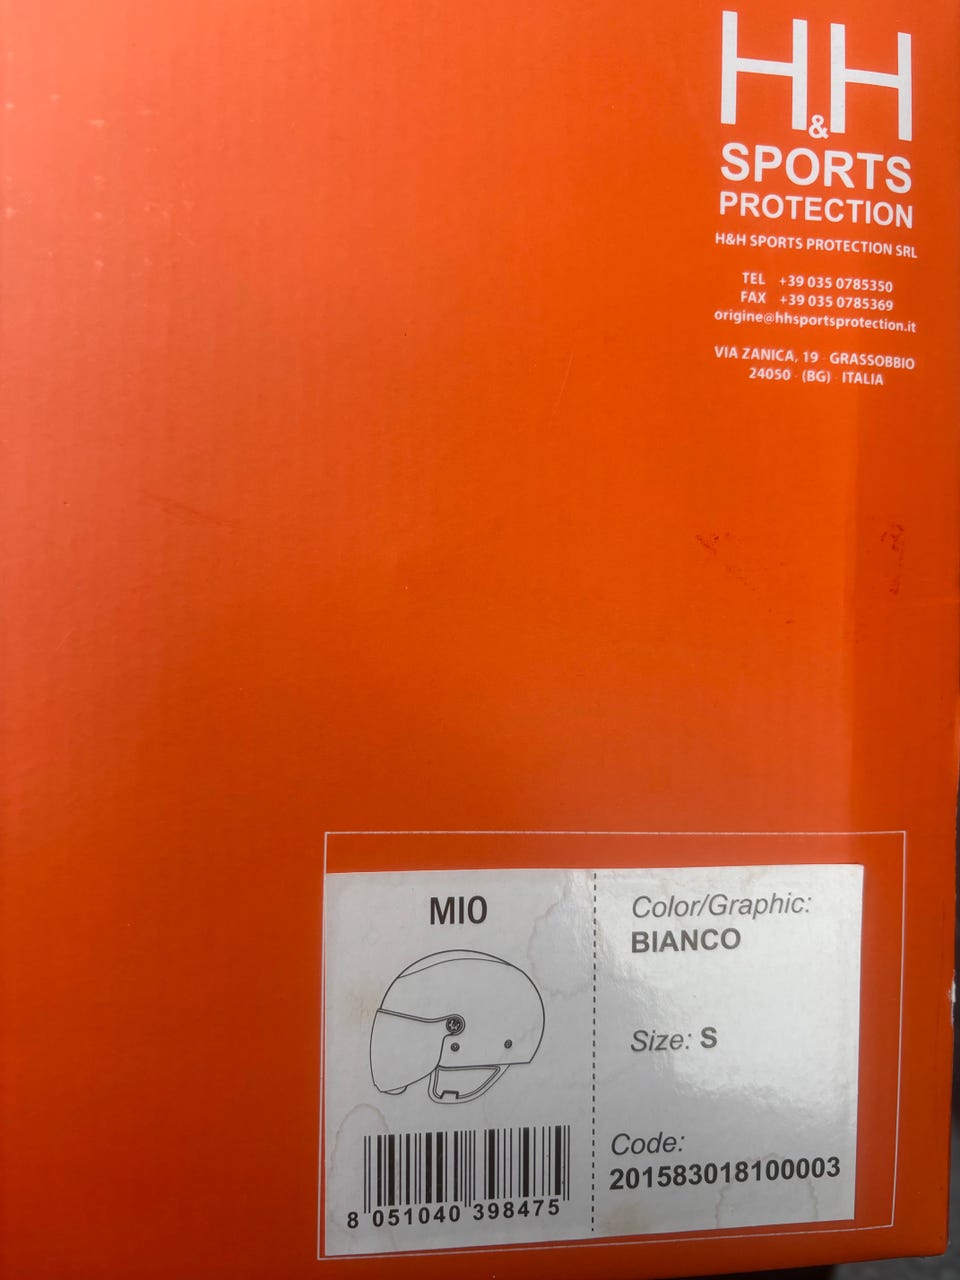 H&H
SPORTS
PROTECTION
H&H SPORTS PROTECTION SRL
TEL +39 035 0785350
FAX +39 035 0785369
origine@hhsportsprotection.it
VIA ZANICA, 19 - GRASSOBBIO
24050 - (BG) - ITALIA
MIO
8 051040 398475
Color/Graphic:
BIANCO
Size: S
Code:
201583018100003